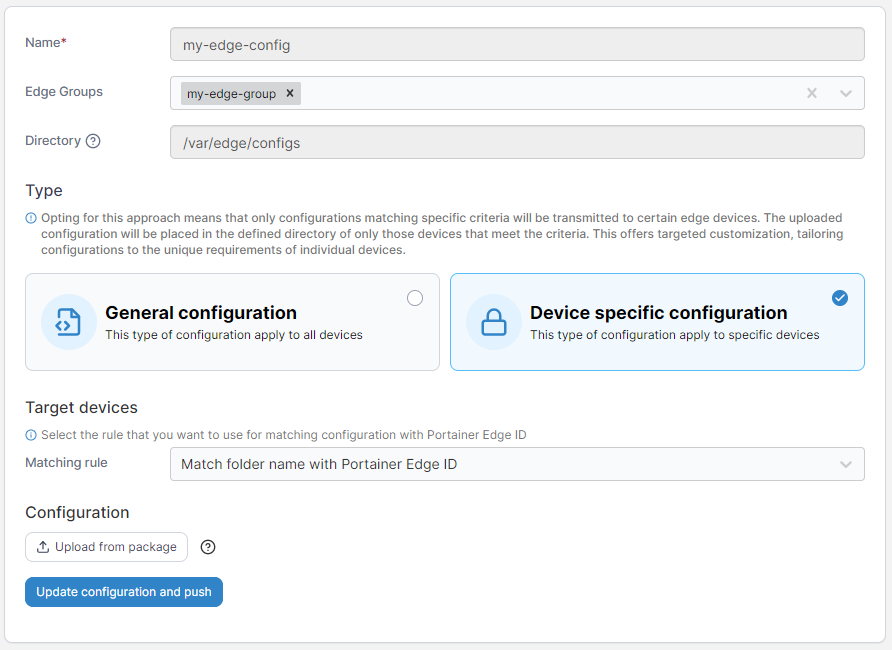 Name*
my-edge-config
Edge Groups
my-edge-group
Directory
/var/edge/configs
Type
Opting for this approach means that only configurations matching specific criteria will be transmitted to certain edge devices. The uploaded
configuration will be placed in the defined directory of only those devices that meet the criteria. This offers targeted customization, tailoring
configurations to the unique requirements of individual devices.
General configuration
This type of configuration apply to all devices
Device specific configuration
This type of configuration apply to specific devices
Target devices
Select the rule that you want to use for matching configuration with Portainer Edge ID
Matching rule
Match folder name with Portainer Edge ID
Configuration
Upload from package
Update configuration and push